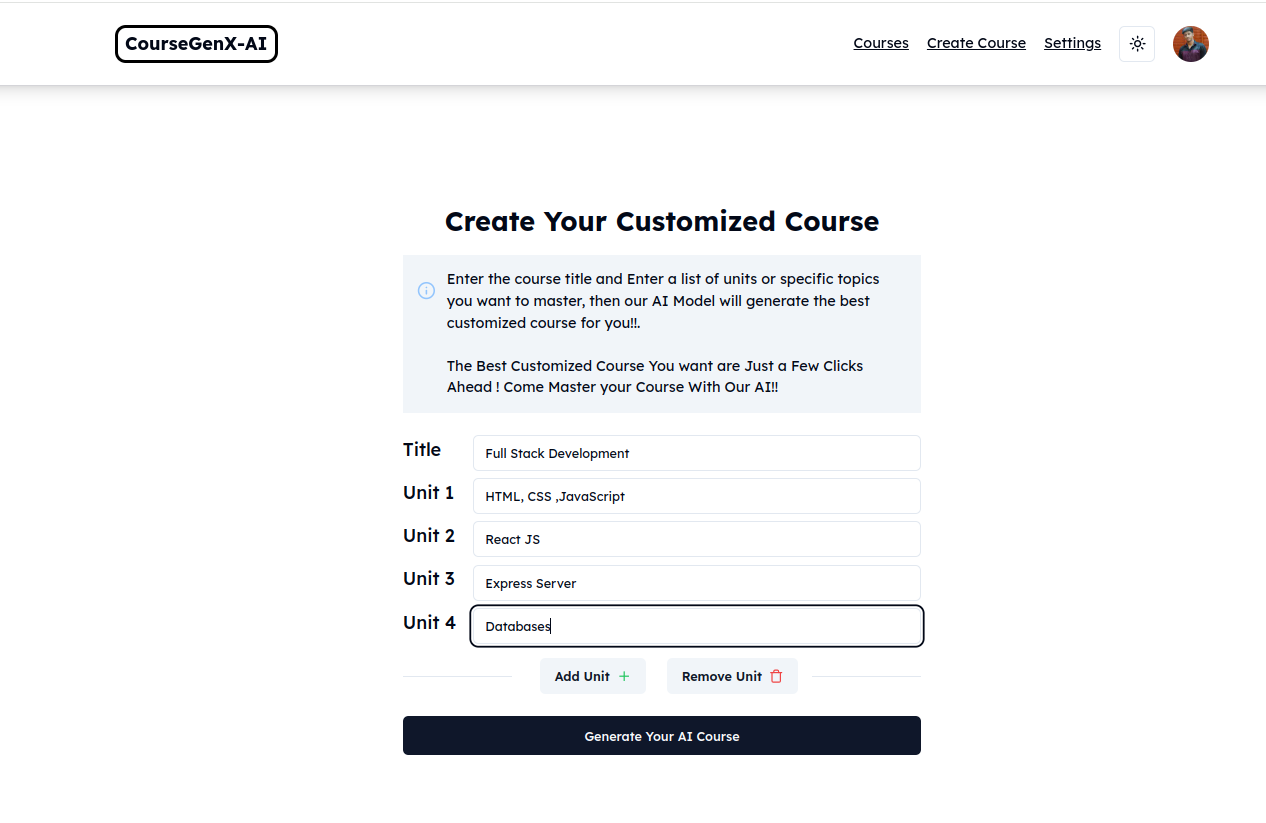 CourseGenX-AI
Courses Create Course Settings
Create Your Customized Course
Enter the course title and Enter a list of units or specific topics
you want to master, then our AI Model will generate the best
customized course for you!!.
The Best Customized Course You want are Just a Few Clicks
Ahead ! Come Master your Course With Our AI!!
Title Full Stack Development
Unit 1 HTML, CSS ,JavaScript
Unit 2 React JS
Unit 3 Express Server
Unit 4 Databases
Add Unit + Remove Unit
Generate Your AI Course